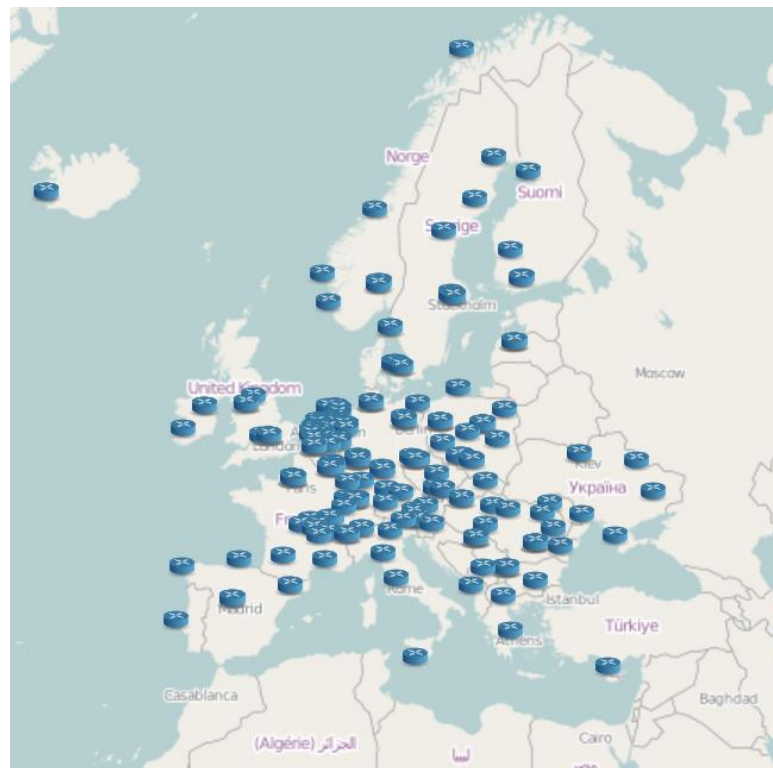 Norge
Suomi
Sverige
Stockholm
Moscow
United Kingdom
London
Kiev
Paris
Україна
Rome
Madrid
Istanbul
Türkiye
Athens
Casablanca
Baghdad
(Algérie) الجزائر
Cairo